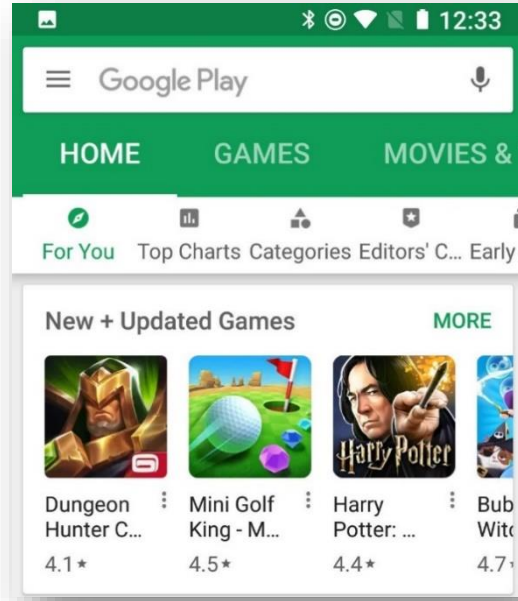 12:33
Google Play
HOME GAMES MOVIES &
For You Top Charts Categories Editors' C... Early
New + Updated Games MORE
Harry Potter
Dungeon Mini Golf Harry Bub
Hunter C... King - M... Potter: ... Witc
4.1★ 4.5★ 4.4★ 4.7